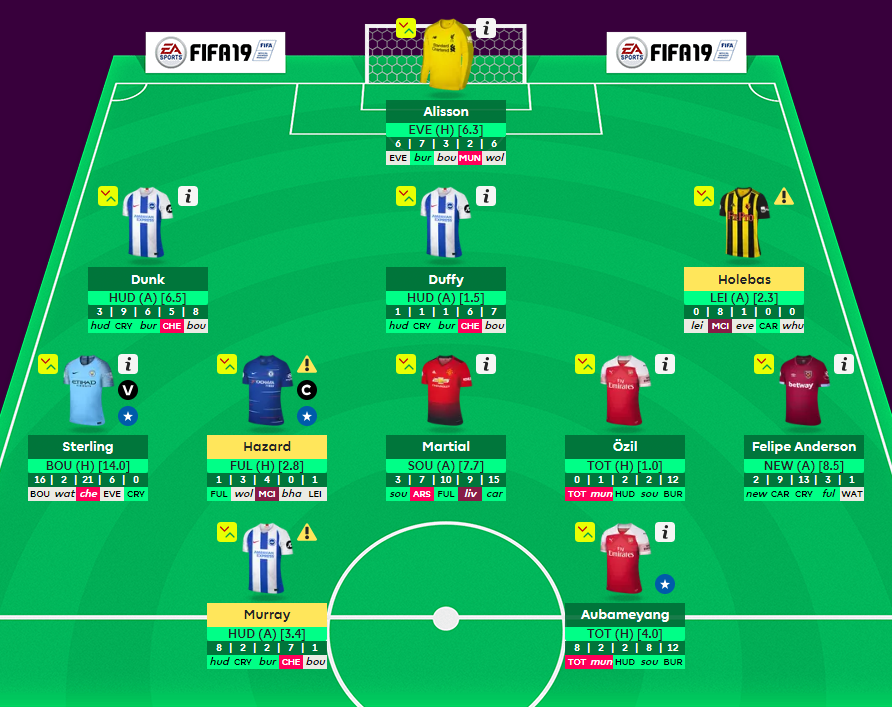 EA SPORTS FIFA19 FIFA
EA SPORTS FIFA19 FIFA
Alisson
EVE (H) [6.3]
6 | 7 | 3 | 2 | 6
EVE bur bou MUN wol
Dunk
HUD (A) [6.5]
3 | 9 | 6 | 5 | 8
hud CRY bur CHE bou
Duffy
HUD (A) [1.5]
1 | 1 | 1 | 6 | 7
hud CRY bur CHE bou
Holebas
LEI (A) [2.3]
0 | 8 | 1 | 0 | 0
lei MCI eve CAR whu
V
Sterling
BOU (H) [14.0]
16 | 2 | 21 | 6 | 0
BOU wat che EVE CRY
C
Hazard
FUL (H) [2.8]
1 | 3 | 4 | 0 | 1
FUL wol MCI bha LEI
Martial
SOU (A) [7.7]
3 | 7 | 10 | 9 | 15
sou ARS FUL liv car
Özil
TOT (H) [1.0]
0 | 1 | 2 | 2 | 12
TOT mun HUD sou BUR
betway
Felipe Anderson
NEW (A) [8.5]
2 | 9 | 13 | 3 | 1
new CAR CRY ful WAT
Murray
HUD (A) [3.4]
8 | 2 | 2 | 7 | 1
hud CRY bur CHE bou
Aubameyang
TOT (H) [4.0]
8 | 2 | 2 | 8 | 12
TOT mun HUD sou BUR